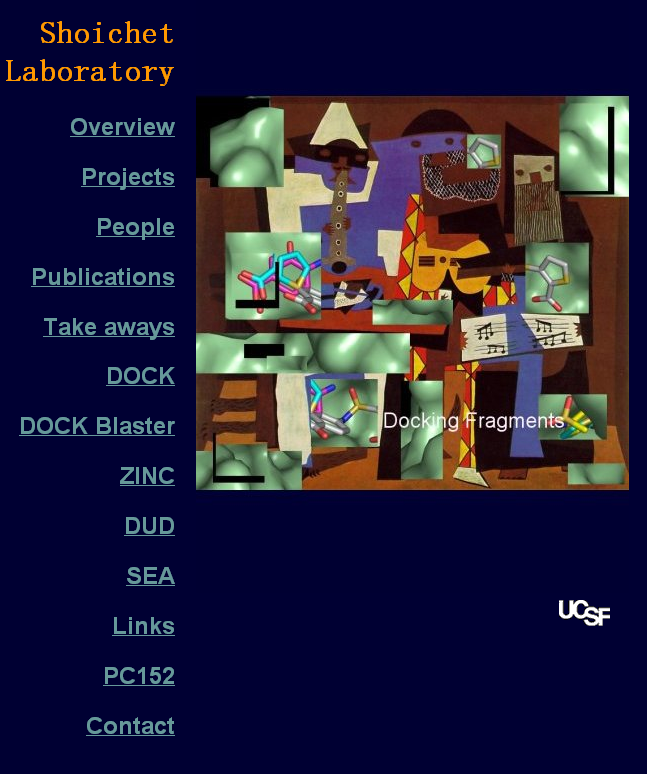 Shoichet
Laboratory
Overview
Projects
People
Publications
Take aways
DOCK
DOCK Blaster
ZINC
DUD
SEA
Links
PC152
Contact
Docking Fragments
UCSF